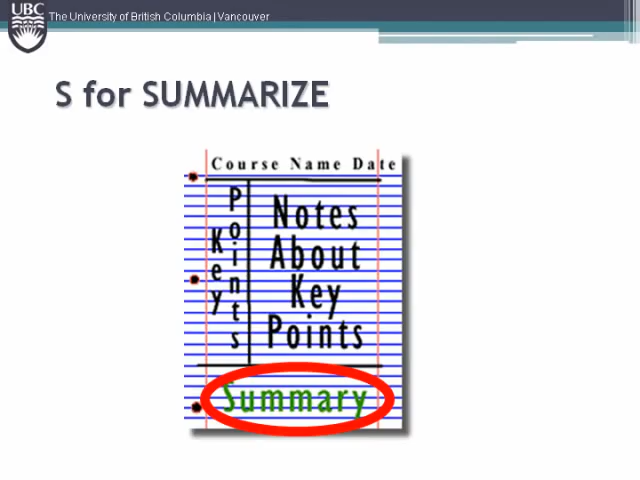 UBC
The University of British Columbia | Vancouver
S for SUMMARIZE
Course Name Date
Key Points
Notes
About
Key
Points
Summary